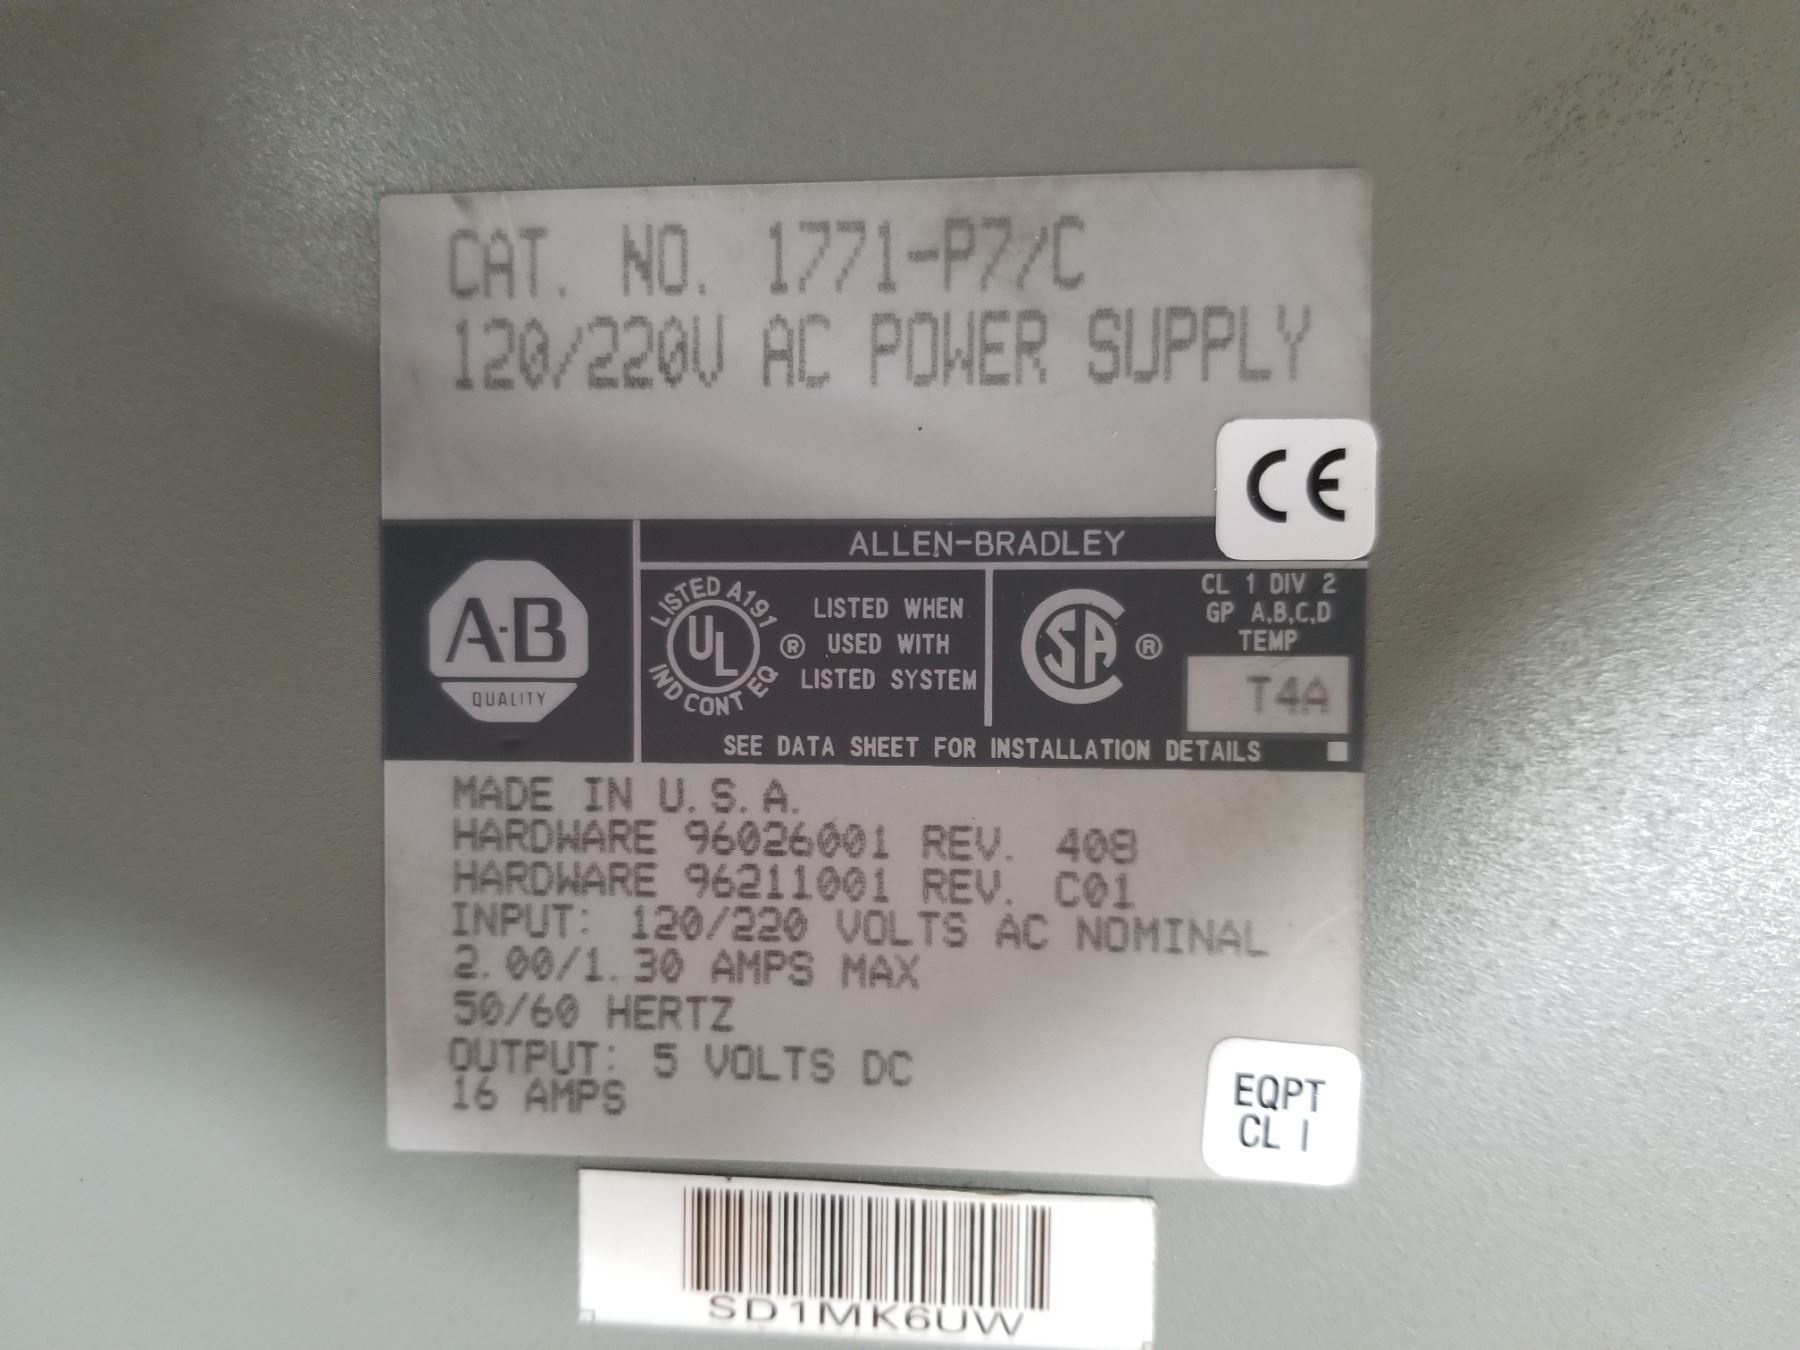 CAT. NO. 1771-P7/C
120/220V AC POWER SUPPLY
CE
ALLEN-BRADLEY
A-B
QUALITY
LISTED A191
UL
IND CONT EQ
®
LISTED WHEN
USED WITH
LISTED SYSTEM
SA
®
CL 1 DIV 2
GP A,B,C,D
TEMP
T4A
SEE DATA SHEET FOR INSTALLATION DETAILS
MADE IN U.S.A.
HARDWARE 96026001 REV. 408
HARDWARE 96211001 REV. C01
INPUT: 120/220 VOLTS AC NOMINAL
2.00/1.30 AMPS MAX
50/60 HERTZ
OUTPUT: 5 VOLTS DC
16 AMPS
EQPT
CL I
SD1MK6UW